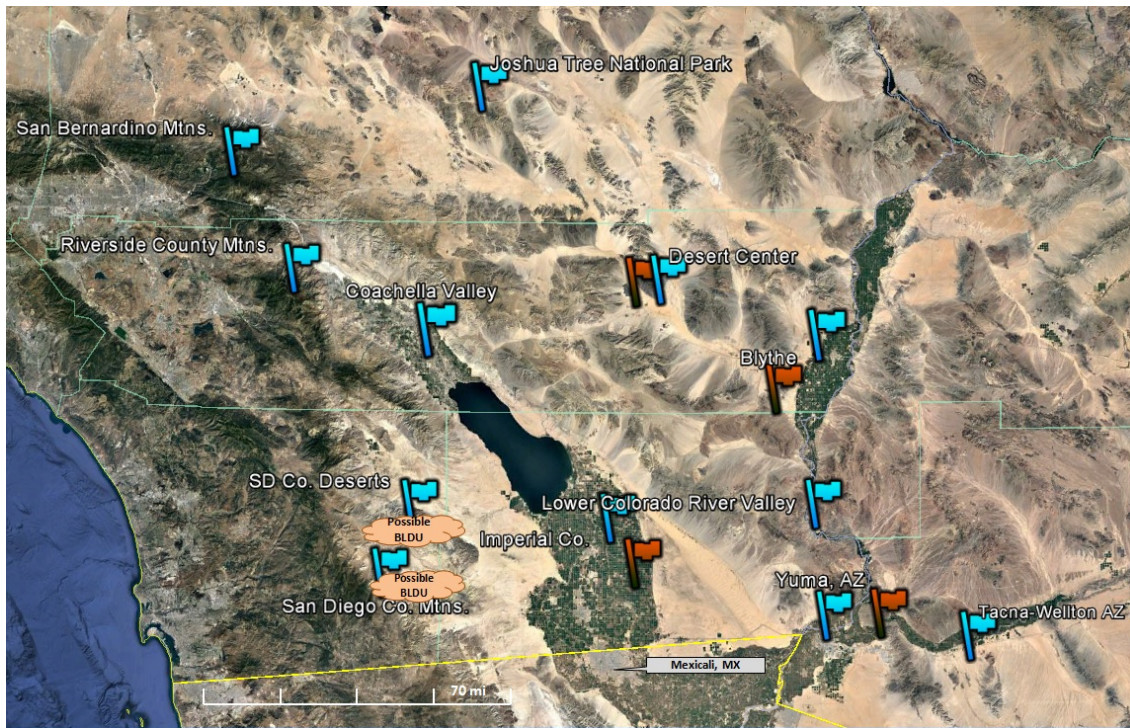 Joshua Tree National Park
San Bernardino Mtns.
Riverside County Mtns.
Desert Center
Coachella Valley
Blythe
SD Co. Deserts
Lower Colorado River Valley
Possible
BLDU
Imperial Co.
Possible
BLDU
Yuma, AZ
San Diego Co. Mtns.
Tacna-Wellton AZ
Mexicali, MX
70 mi